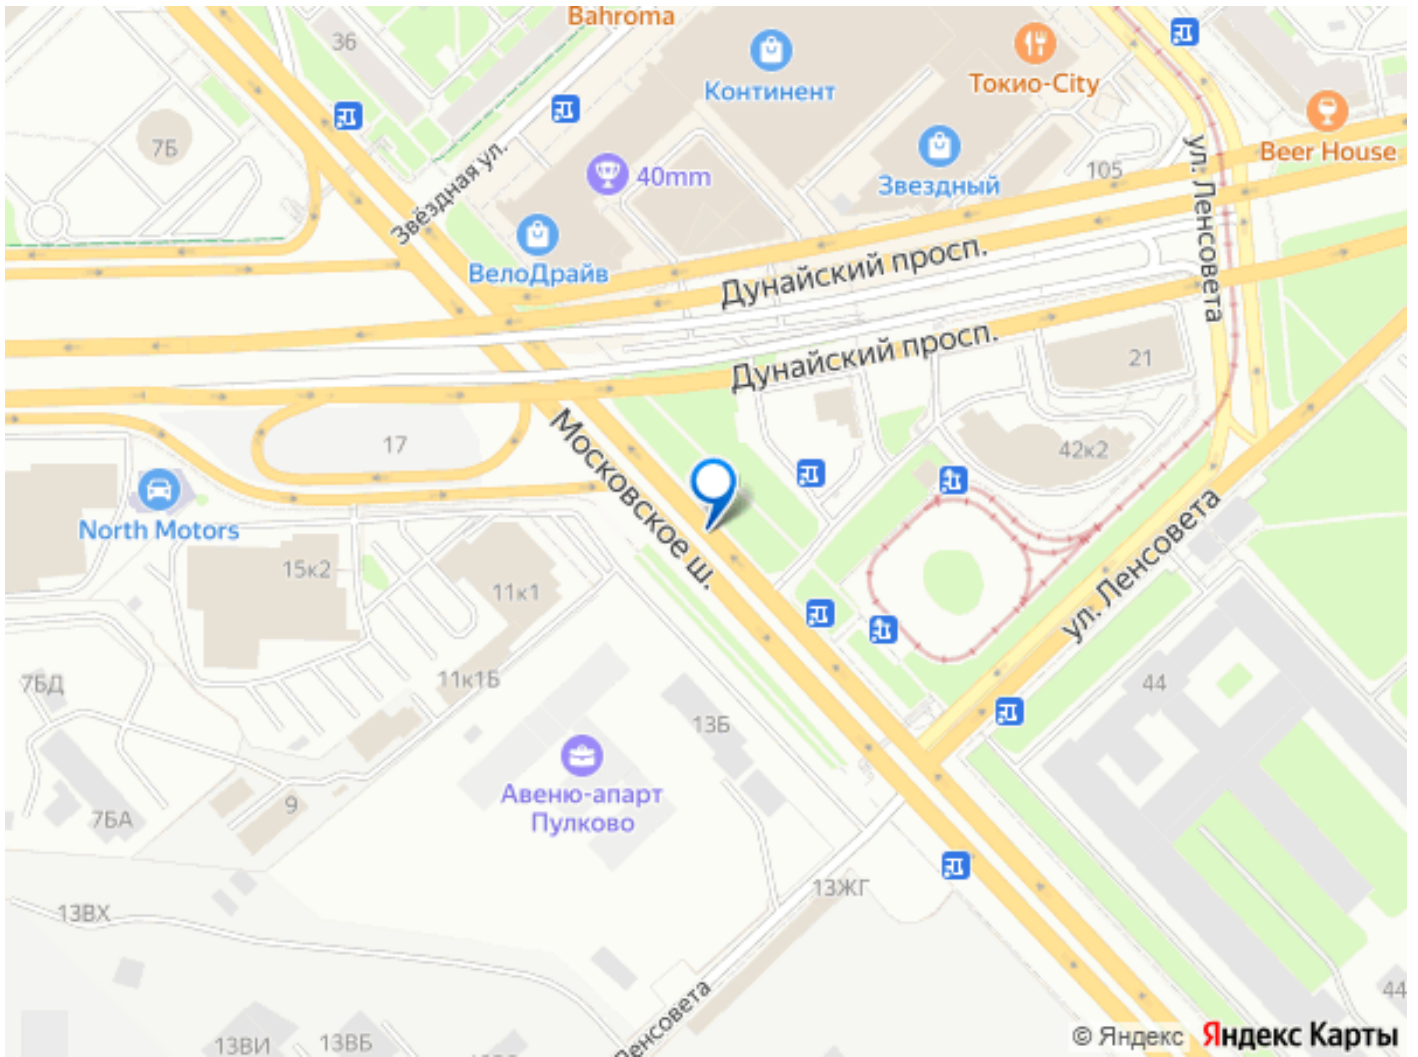 Bahroma
36
Континент
Токио-City
Beer House
7Б
Звёздная ул.
40mm
Звездный
105
ул. Ленсовета
ВелоДрайв
Дунайский просп.
Дунайский просп.
21
17
Московское ш.
42к2
North Motors
15к2
11к1
ул. Ленсовета
7БД
11к1Б
13Б
44
Авеню-апарт
Пулково
9
7БА
13ЖГ
13ВХ
44
13ВИ
13ВБ
Ленсовета
© Яндекс Яндекс Карты